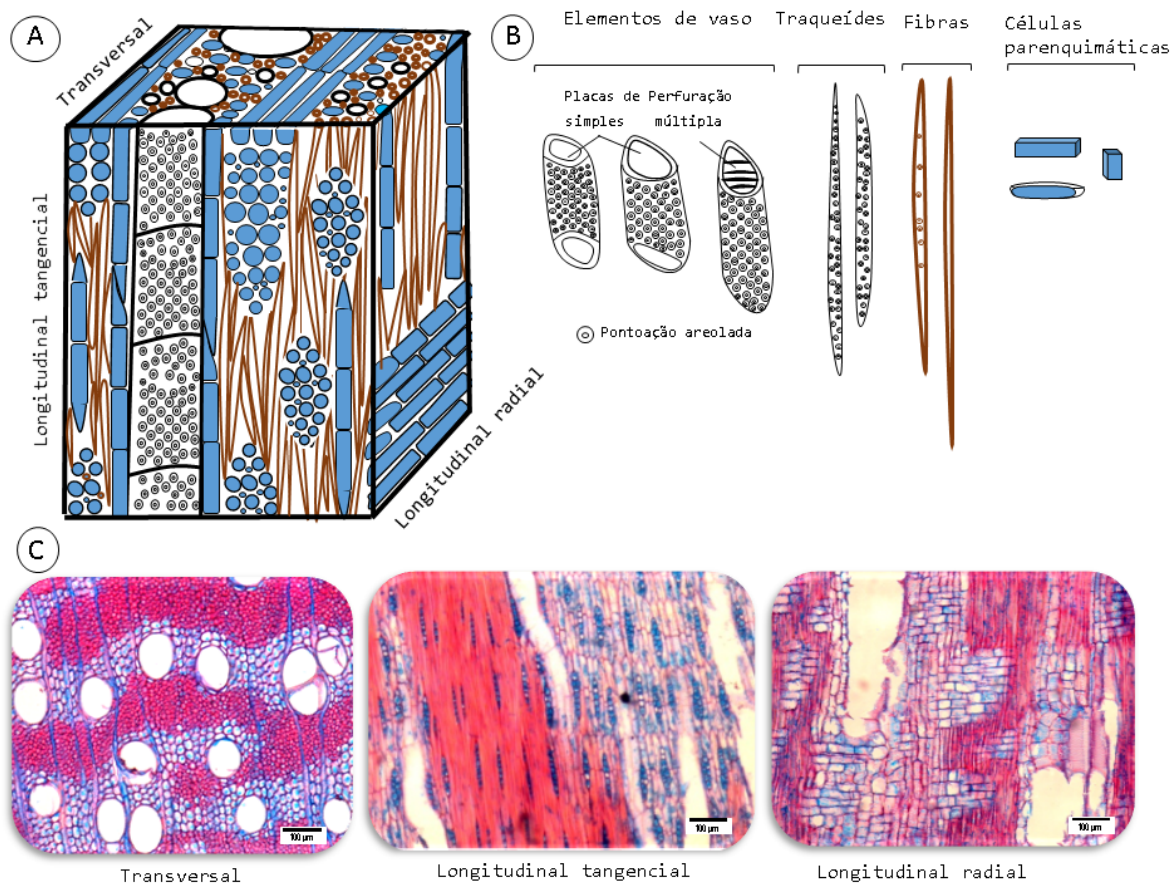 A
Transversal
Longitudinal tangencial
Longitudinal radial
B
Elementos de vaso
Traqueídes
Fibras
Células
parenquimáticas
Placas de Perfuração
simples
múltipla
Pontoação areolada
C
100 µm
100 µm
100 µm
Transversal
Longitudinal tangencial
Longitudinal radial